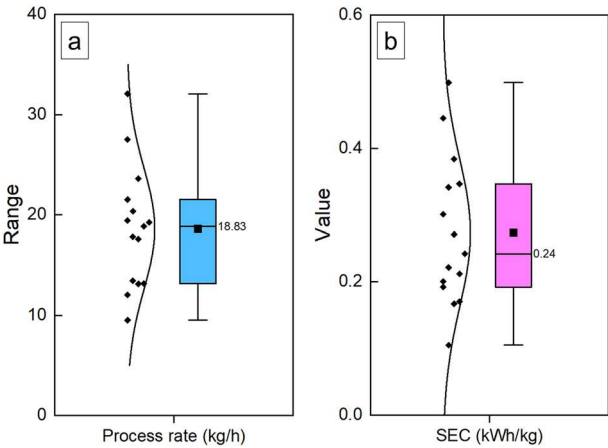 a
Range
40
30
20
10
0
18.83
Process rate (kg/h)
b
Value
0.6
0.4
0.2
0.0
0.24
SEC (kWh/kg)